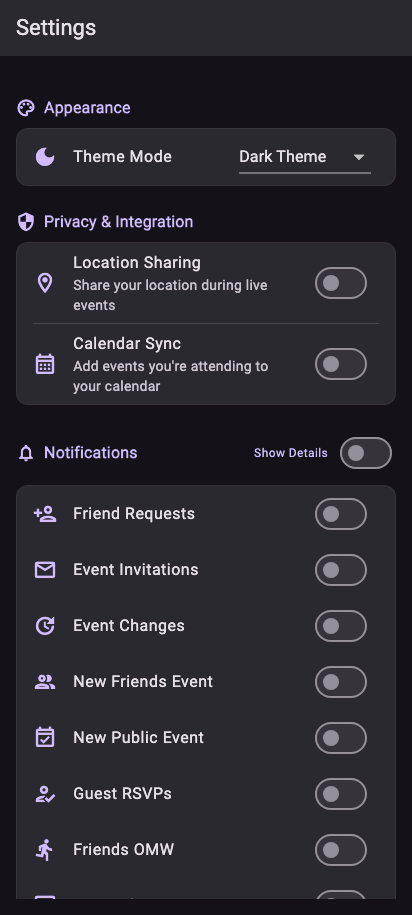 Settings
Appearance
Theme Mode
Dark Theme
Privacy & Integration
Location Sharing
Share your location during live
events
Calendar Sync
Add events you're attending to
your calendar
Notifications
Show Details
Friend Requests
Event Invitations
Event Changes
New Friends Event
New Public Event
Guest RSVPs
Friends OMW